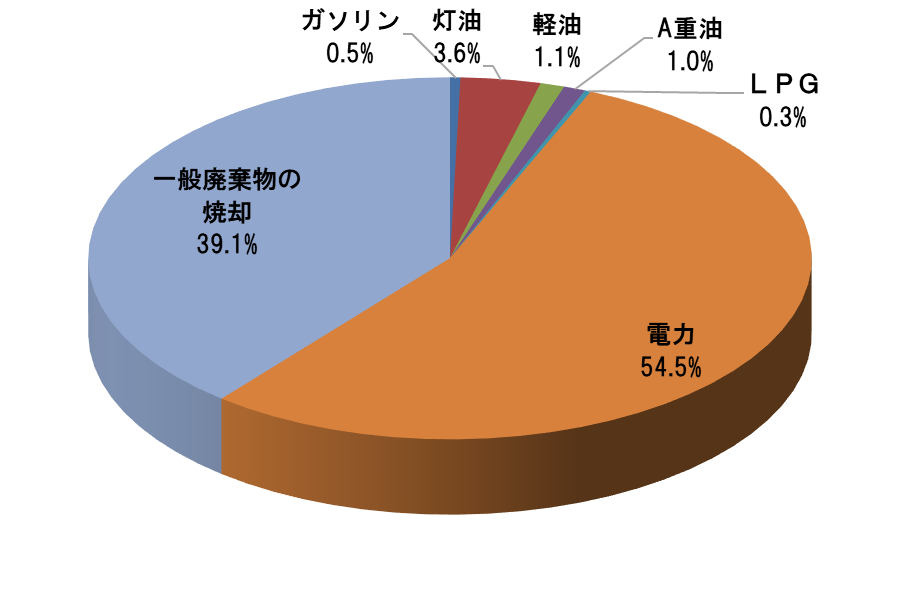 ガソリン
0.5%
灯油
3.6%
軽油
1.1%
A重油
1.0%
ＬＰＧ
0.3%
一般廃棄物の
焼却
39.1%
電力
54.5%